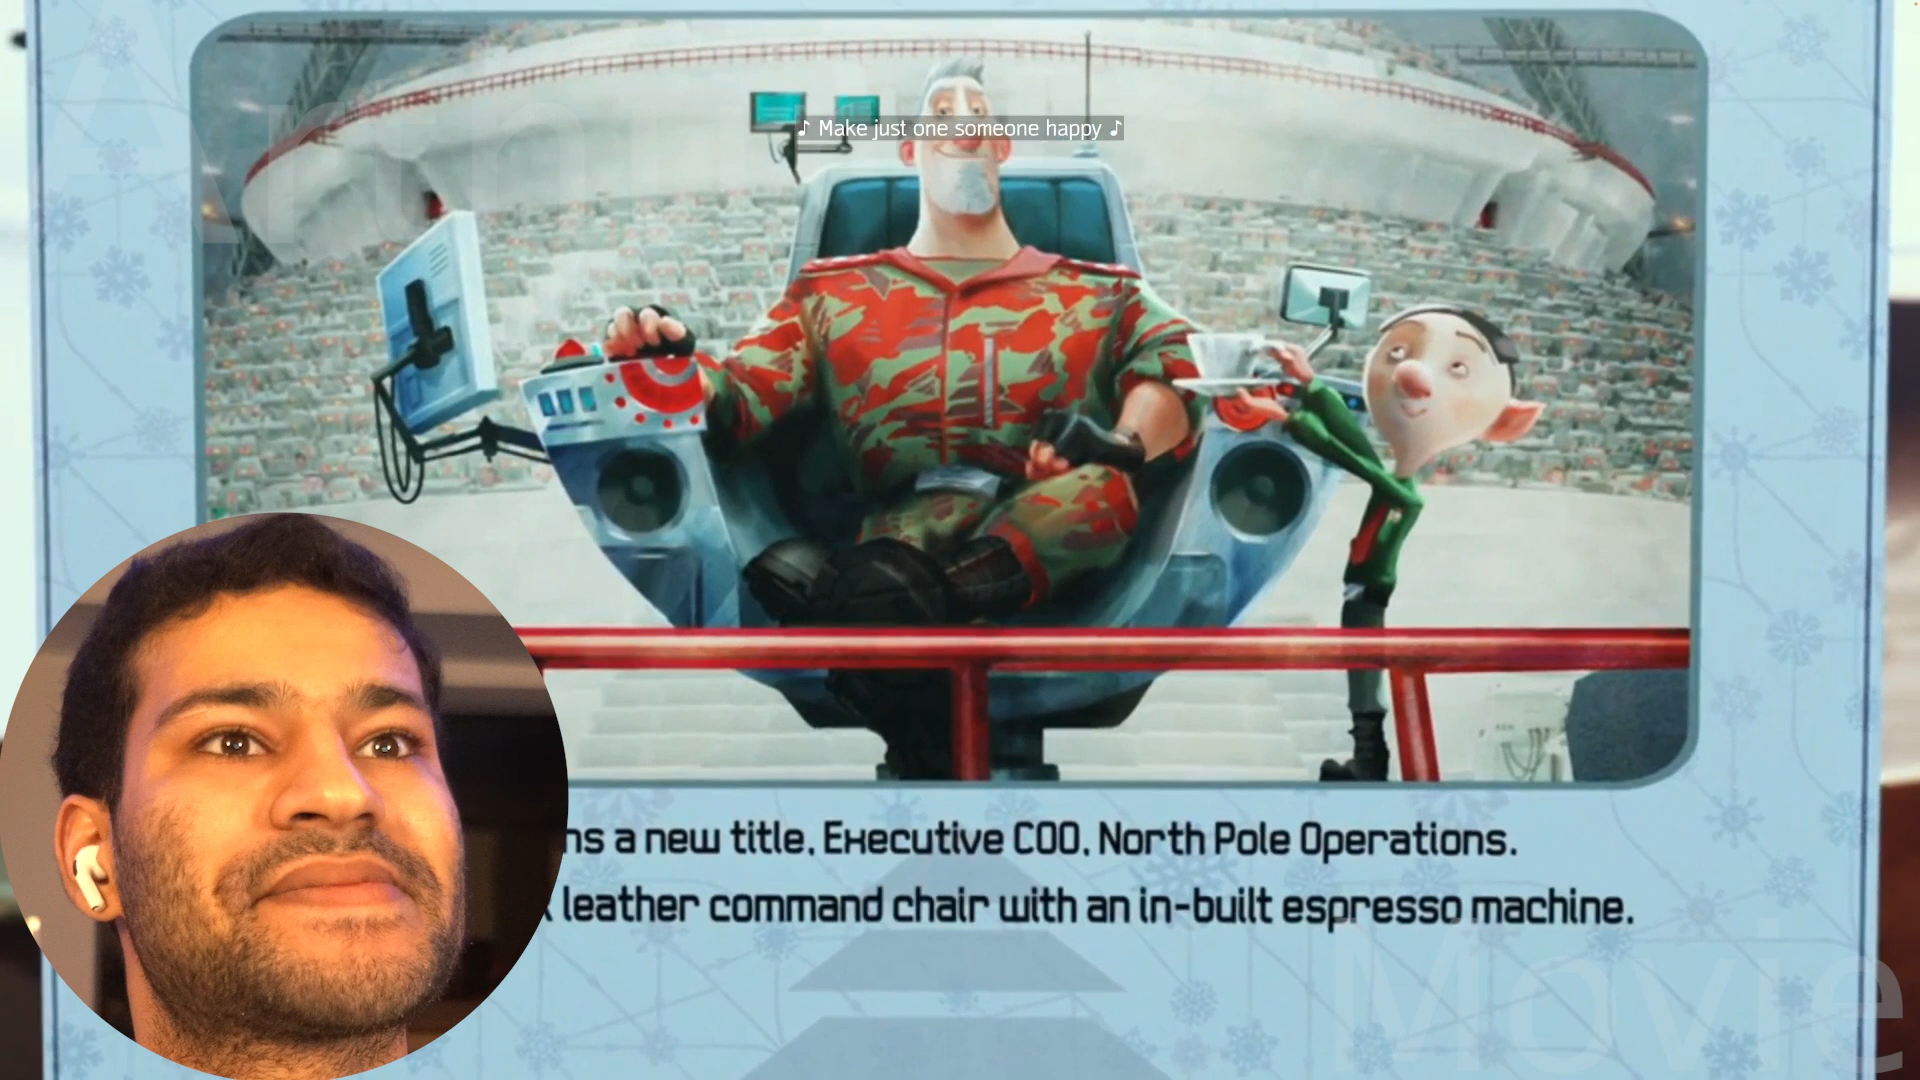 ♪ Make just one someone happy ♪
a new title, Executive COO, North Pole Operations.
leather command chair with an in-built espresso machine.
Movie